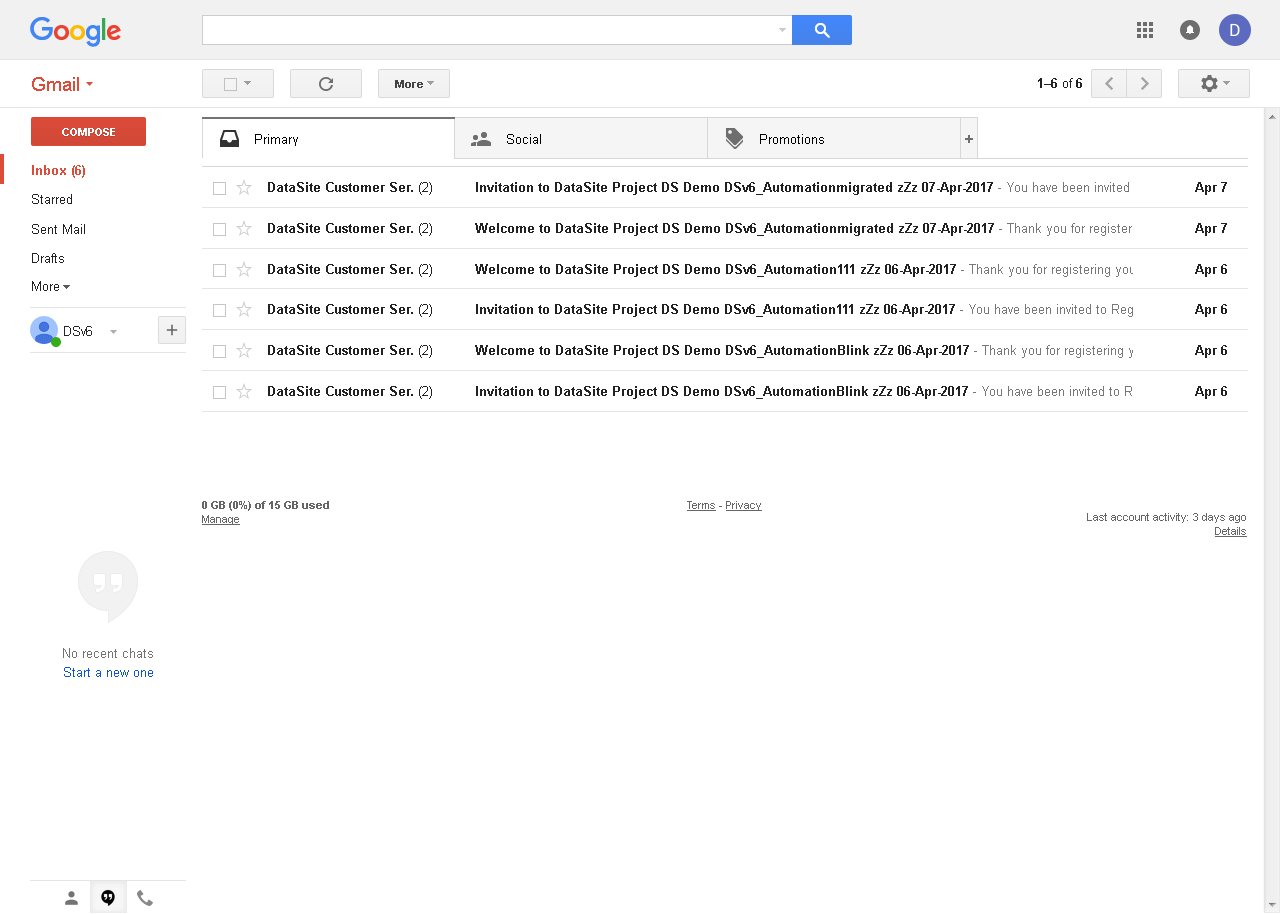 Google
D
Gmail
More
1–6 of 6
COMPOSE
Primary
Social
Promotions
+
Inbox (6)
Starred
Sent Mail
Drafts
More
DSv6
+
DataSite Customer Ser. (2) Invitation to DataSite Project DS Demo DSv6_Automationmigrated zZz 07-Apr-2017 - You have been invited Apr 7
DataSite Customer Ser. (2) Welcome to DataSite Project DS Demo DSv6_Automationmigrated zZz 07-Apr-2017 - Thank you for register Apr 7
DataSite Customer Ser. (2) Welcome to DataSite Project DS Demo DSv6_Automation111 zZz 06-Apr-2017 - Thank you for registering you Apr 6
DataSite Customer Ser. (2) Invitation to DataSite Project DS Demo DSv6_Automation111 zZz 06-Apr-2017 - You have been invited to Reg Apr 6
DataSite Customer Ser. (2) Welcome to DataSite Project DS Demo DSv6_AutomationBlink zZz 06-Apr-2017 - Thank you for registering y Apr 6
DataSite Customer Ser. (2) Invitation to DataSite Project DS Demo DSv6_AutomationBlink zZz 06-Apr-2017 - You have been invited to R Apr 6
0 GB (0%) of 15 GB used
Manage
Terms - Privacy
Last account activity: 3 days ago
Details
No recent chats
Start a new one